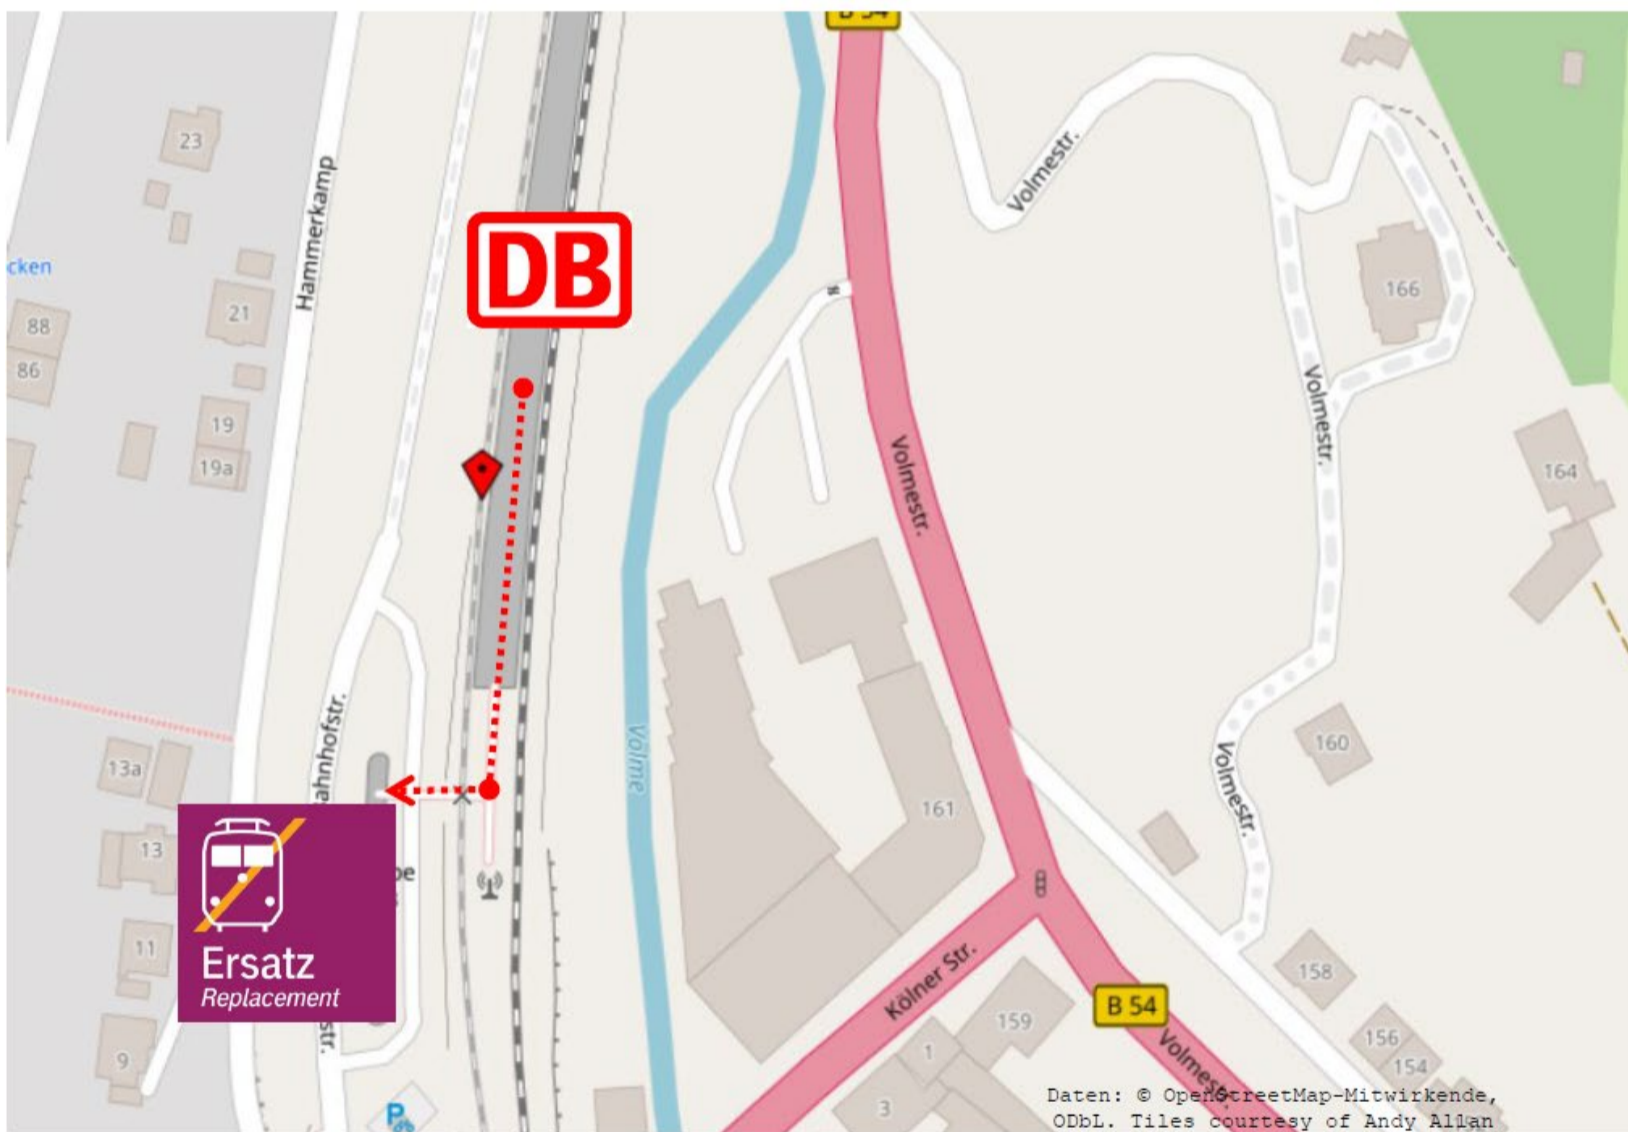 B 54
23
Hammerkamp
Volmestr.
cken
DB
88
21
166
86
19
19a
Volmestr.
Volmestr.
164
Bahnhofstr.
Volme
13a
160
Volmestr.
161
13
be
11
Ersatz
Replacement
Kölner Str.
158
159
B 54
str.
9
1
156
154
Volmestr.
3
P
Daten: © OpenStreetMap-Mitwirkende,
ODbL. Tiles courtesy of Andy Allan